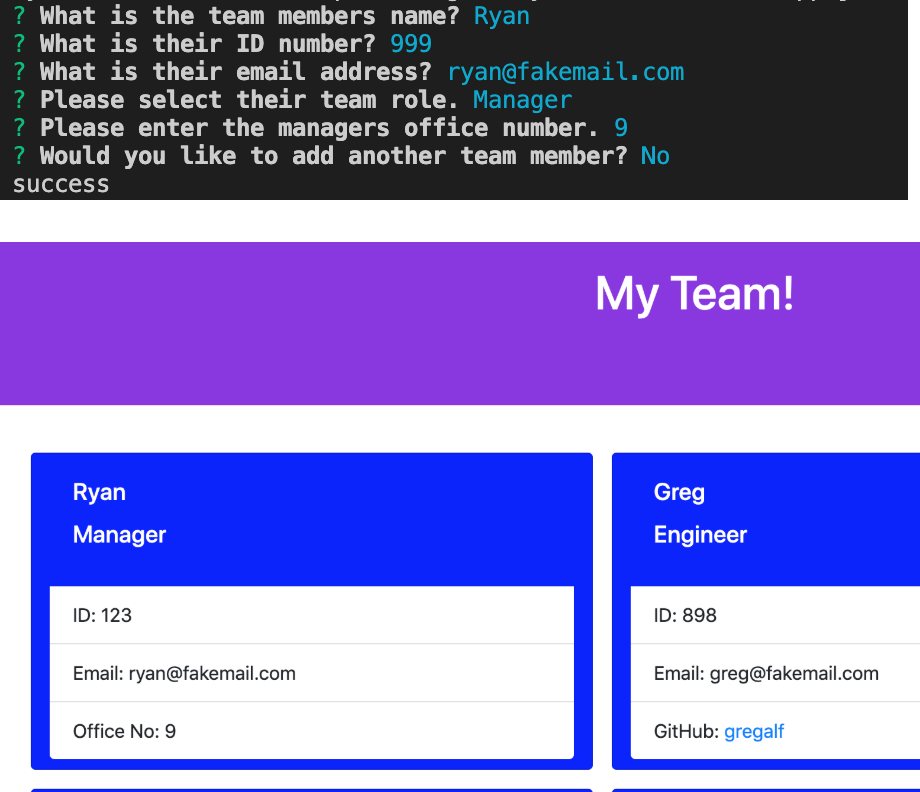 ? What is the team members name? Ryan
? What is their ID number? 999
? What is their email address? ryan@fakemail.com
? Please select their team role. Manager
? Please enter the managers office number. 9
? Would you like to add another team member? No
success
My Team!
Ryan
Manager
ID: 123
Email: ryan@fakemail.com
Office No: 9
Greg
Engineer
ID: 898
Email: greg@fakemail.com
GitHub: gregalf